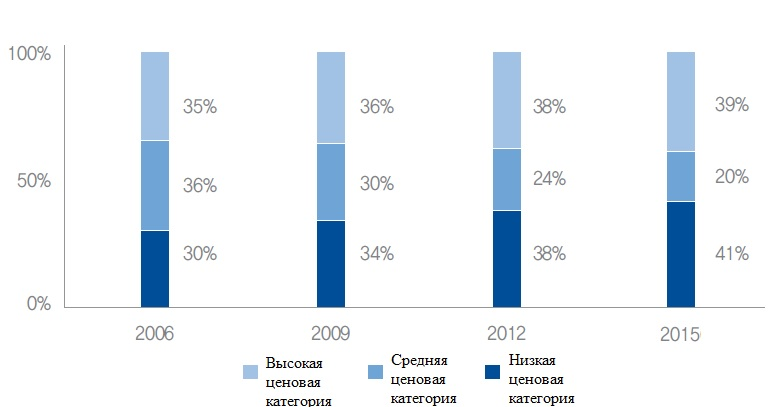 100%
35%
36%
38%
39%
50%
36%
30%
24%
20%
30%
34%
38%
41%
0%
2006
2009
2012
2015
Высокая
ценовая
категория
Средняя
ценовая
категория
Низкая
ценовая
категория